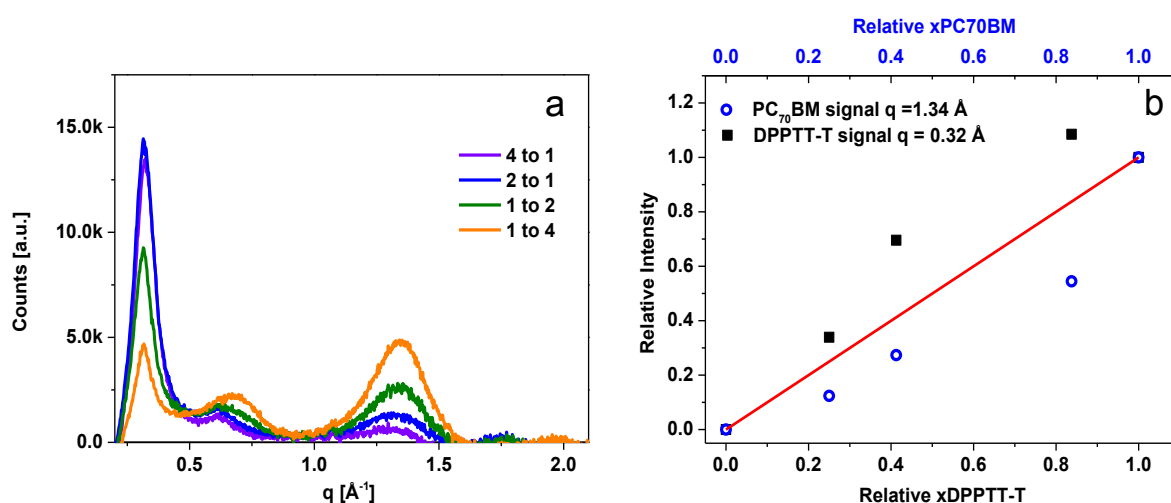 a
15.0k
10.0k
5.0k
0.0
Counts [a.u.]
4 to 1
2 to 1
1 to 2
1 to 4
0.5
1.0
1.5
2.0
q [Å⁻¹]
Relative xPC70BM
0.0
0.2
0.4
0.6
0.8
1.0
b
PC₇₀BM signal q =1.34 Å
DPPTT-T signal q = 0.32 Å
1.2
1.0
0.8
0.6
0.4
0.2
0.0
Relative Intensity
0.0
0.2
0.4
0.6
0.8
1.0
Relative xDPPTT-T